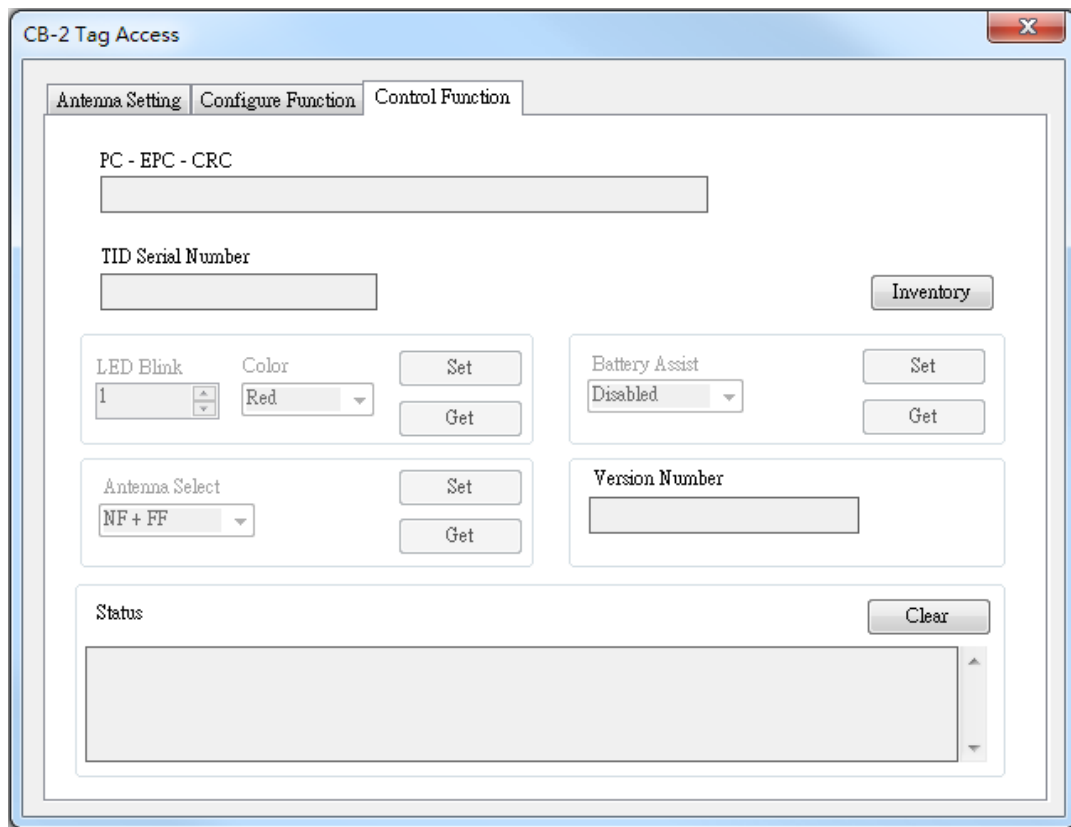 CB-2 Tag Access
Antenna Setting
Configure Function
Control Function
PC - EPC - CRC
TID Serial Number
Inventory
LED Blink
Color
Set
1
Red
Get
Battery Assist
Set
Disabled
Get
Antenna Select
Set
NF + FF
Get
Version Number
Status
Clear